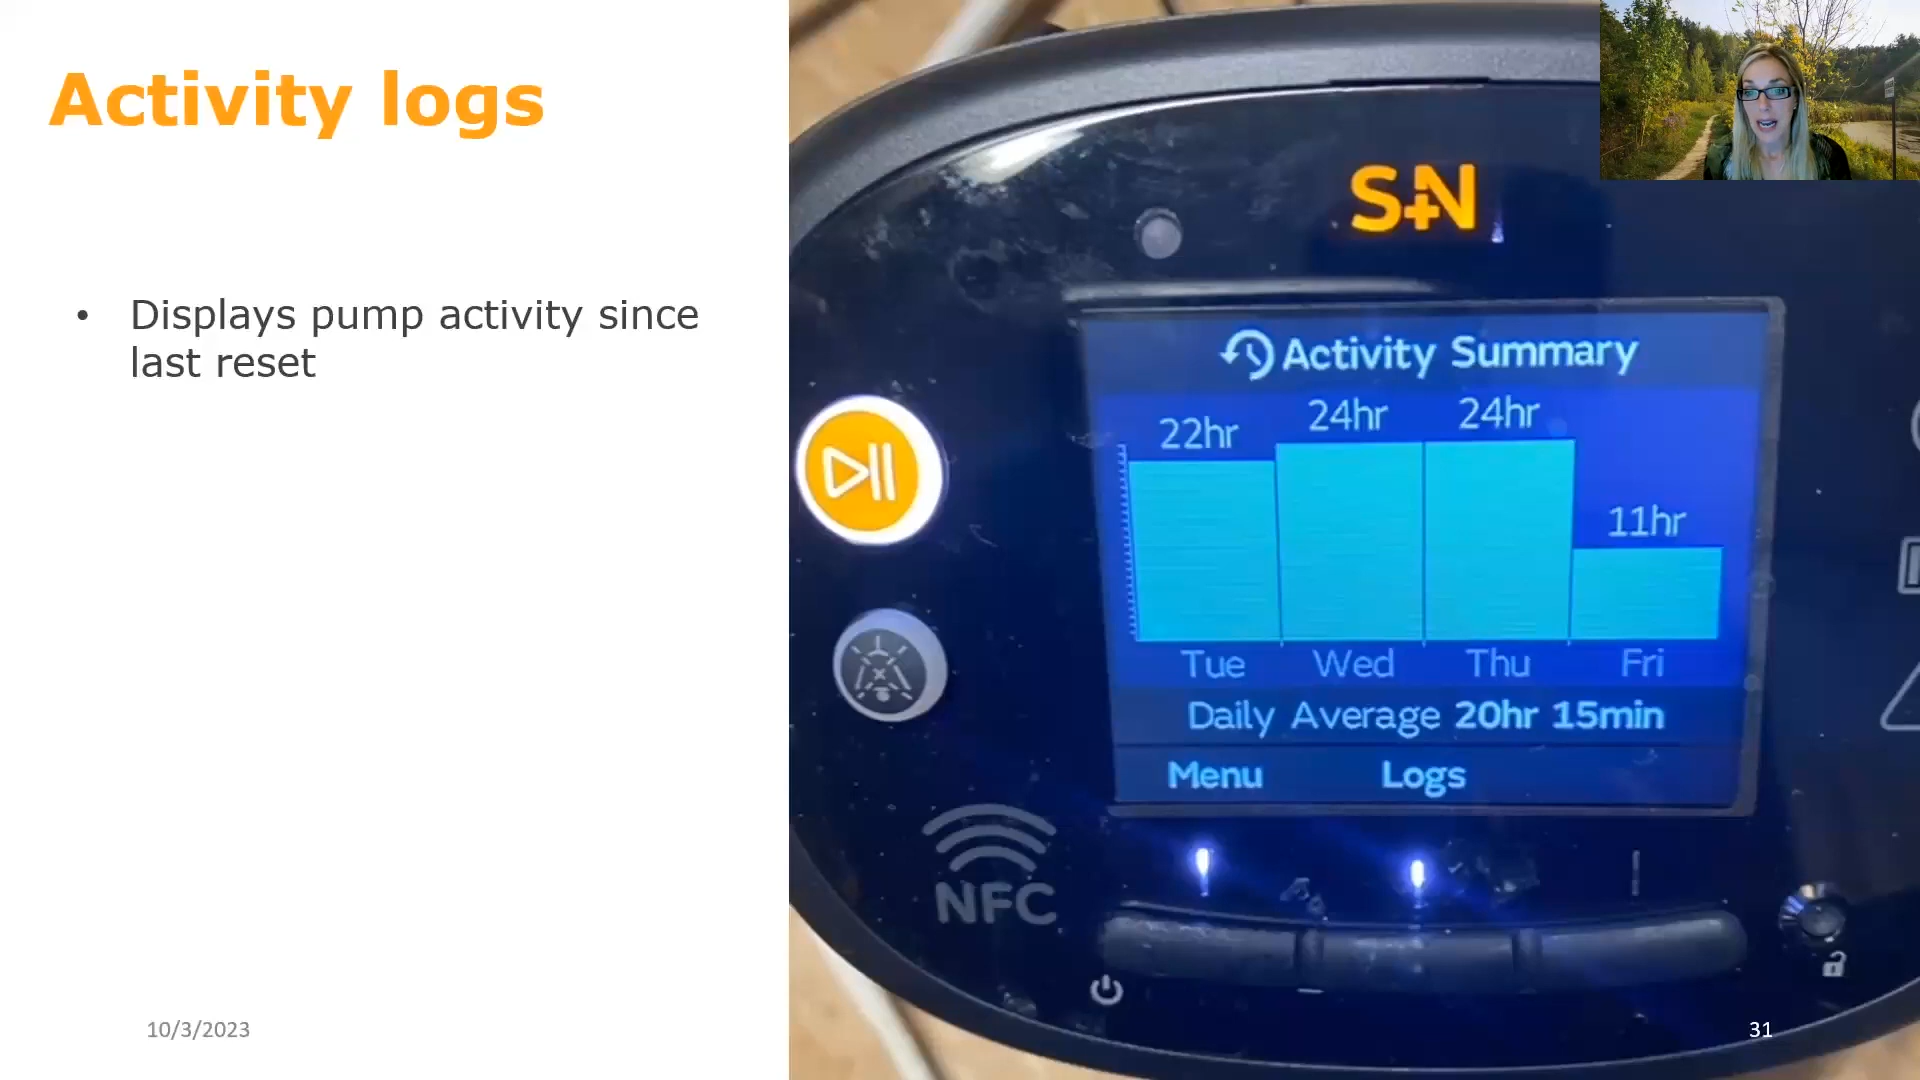 Activity logs
• Displays pump activity since
last reset
S+N
Activity Summary
22hr
24hr
24hr
11hr
Tue
Wed
Thu
Fri
Daily Average 20hr 15min
Menu
Logs
NFC
10/3/2023
31